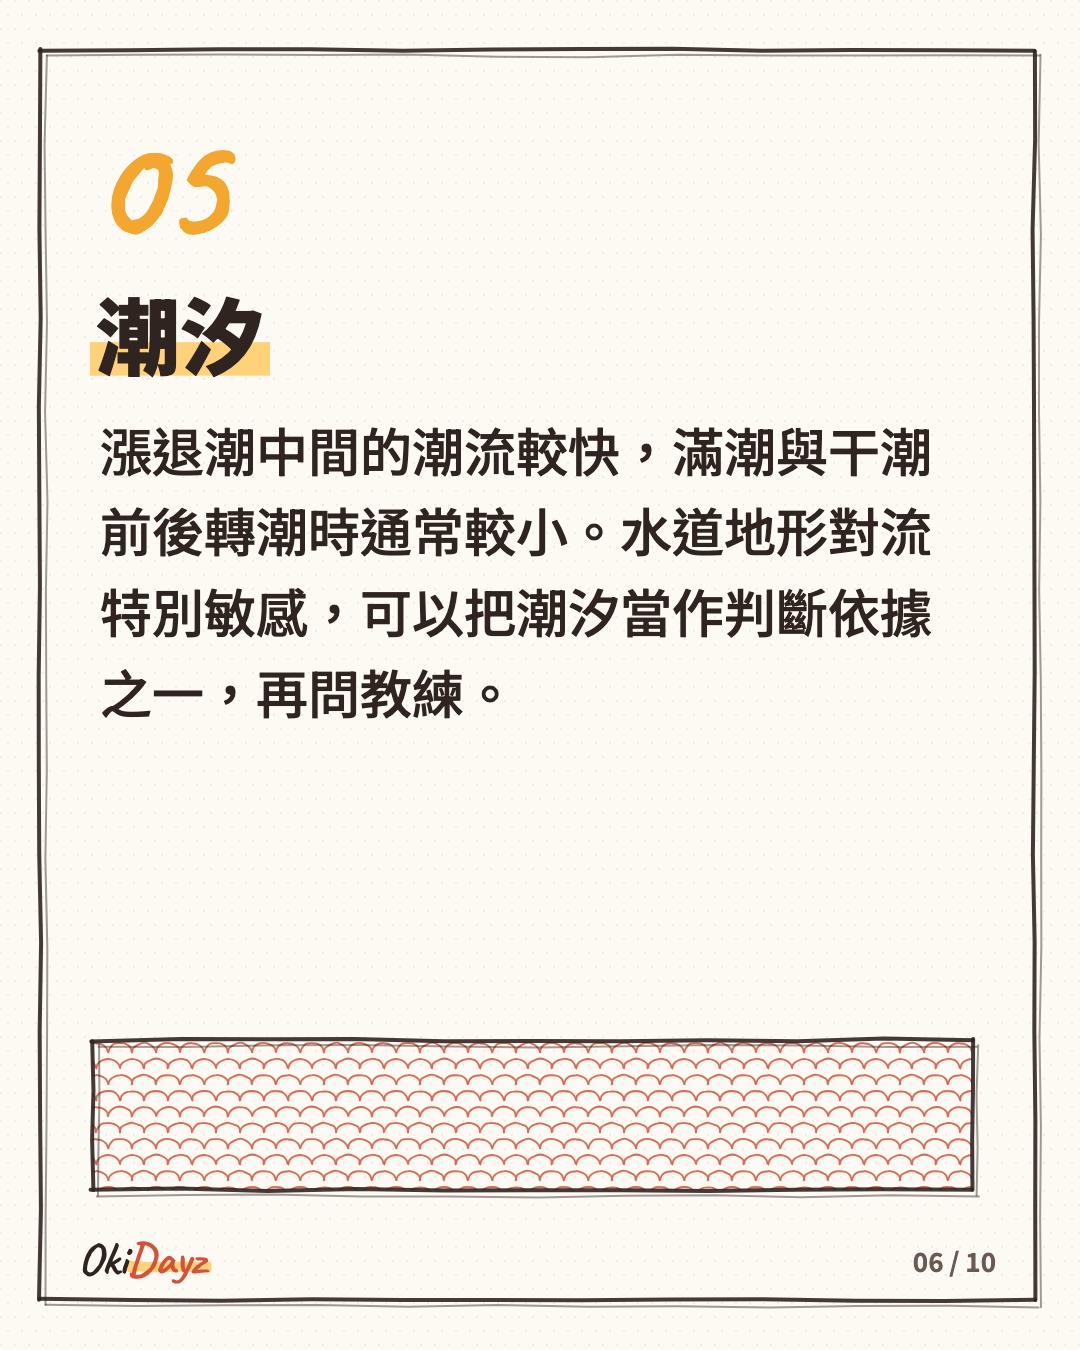 05
潮汐
漲退潮中間的潮流較快，滿潮與干潮
前後轉潮時通常較小。水道地形對流
特別敏感，可以把潮汐當作判斷依據
之一，再問教練。
OkiDayz
06 / 10